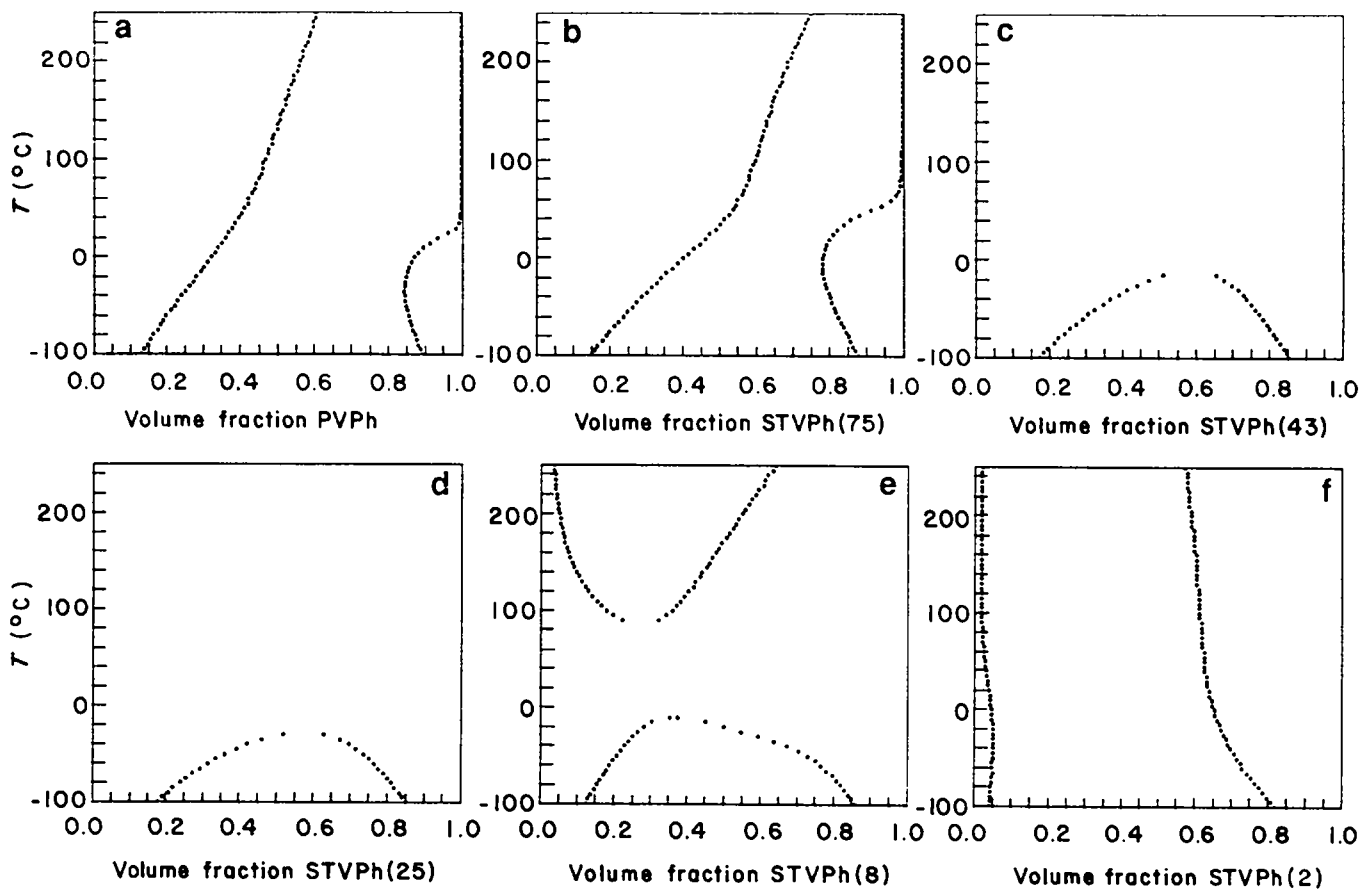 a
b
c
200
100
0
-100
T (°C)
0.0 0.2 0.4 0.6 0.8 1.0
Volume fraction PVPh
200
100
0
-100
0.0 0.2 0.4 0.6 0.8 1.0
Volume fraction STVPh(75)
200
100
0
-100
0.0 0.2 0.4 0.6 0.8 1.0
Volume fraction STVPh(43)
d
e
f
200
100
0
-100
T (°C)
0.0 0.2 0.4 0.6 0.8 1.0
Volume fraction STVPh(25)
200
100
0
-100
0.0 0.2 0.4 0.6 0.8 1.0
Volume fraction STVPh(8)
200
100
0
-100
0.0 0.2 0.4 0.6 0.8 1.0
Volume fraction STVPh(2)